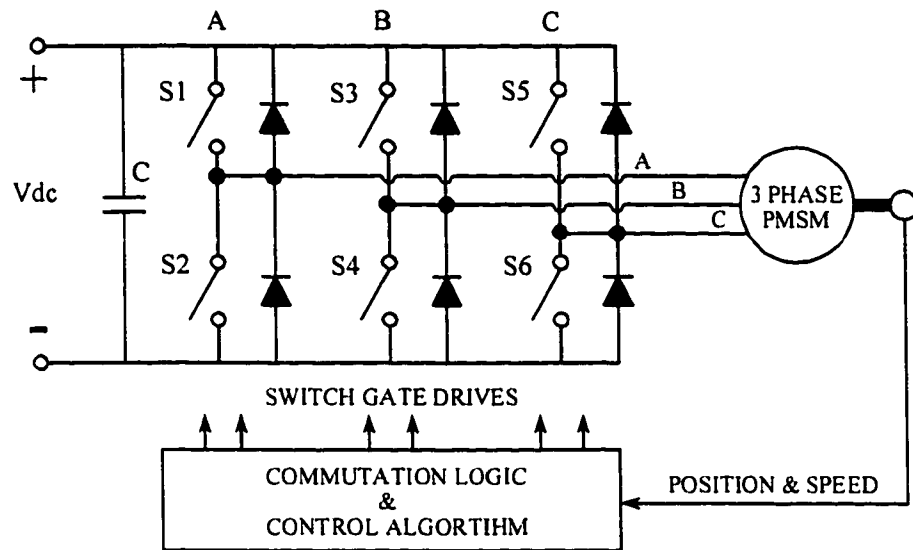 A B C
+
S1 S3 S5
Vdc
C
A
B
C
3 PHASE
PMSM
S2 S4 S6
-
SWITCH GATE DRIVES
COMMUTATION LOGIC
&
CONTROL ALGORTIHM
POSITION & SPEED